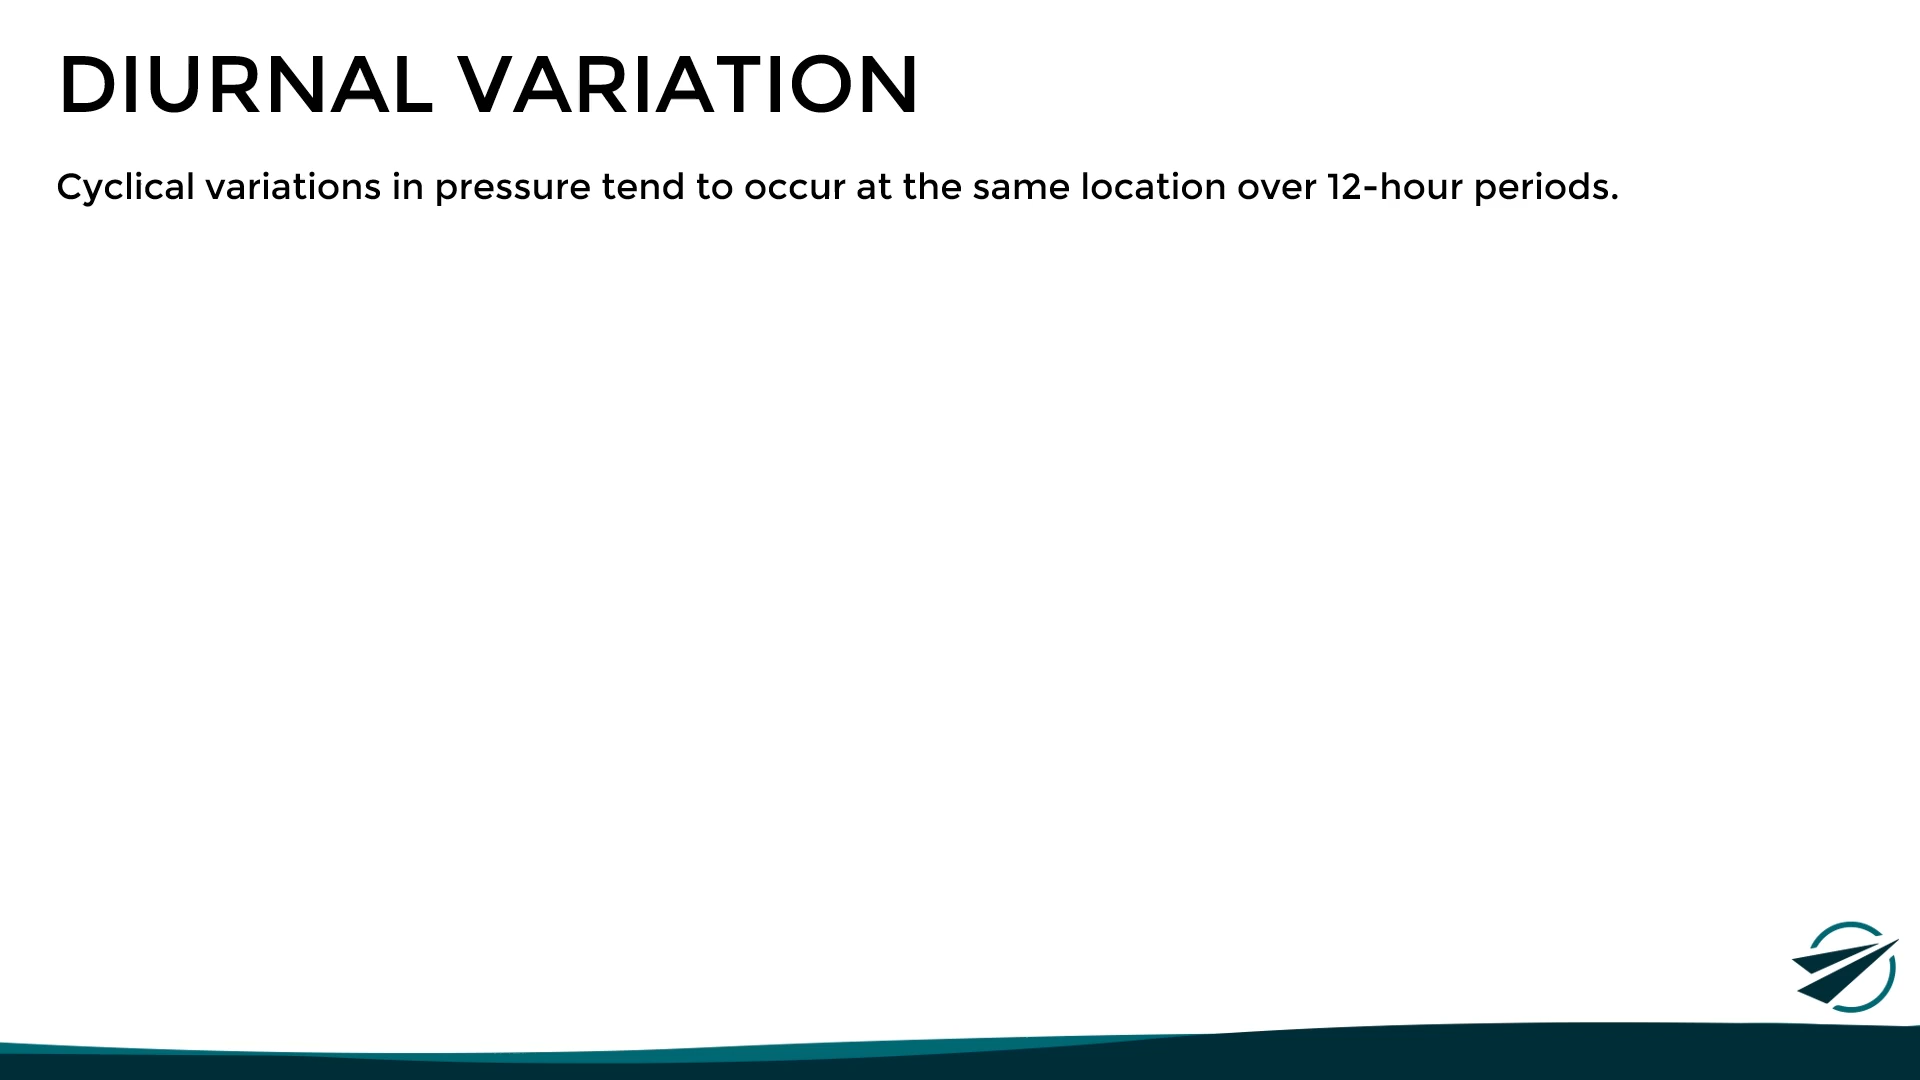 DIURNAL VARIATION
Cyclical variations in pressure tend to occur at the same location over 12-hour periods.